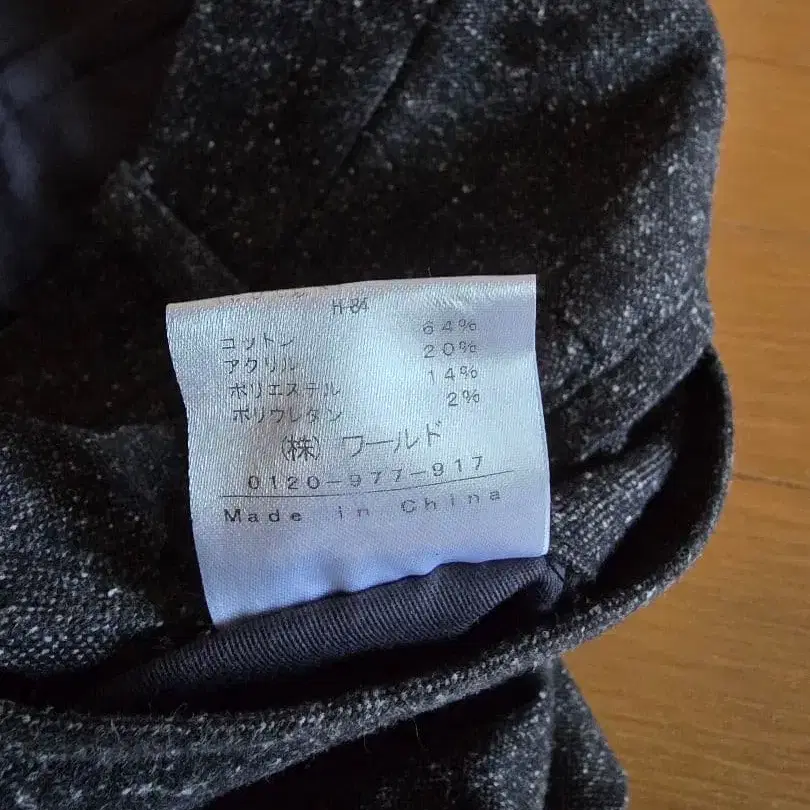 H-84
コットン 64%
アクリル 20%
ポリエステル 14%
ポリウレタン 2%
(株) ワールド
0120-977-917
Made in China